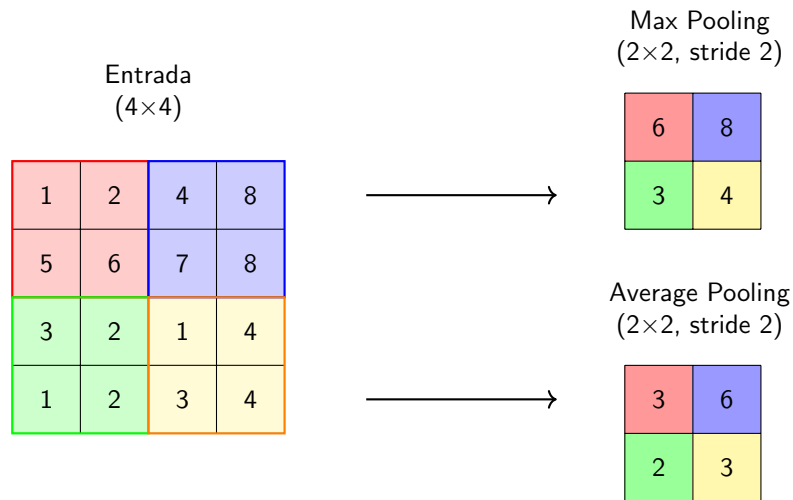 Entrada
(4×4)
1 2 4 8
5 6 7 8
3 2 1 4
1 2 3 4
Max Pooling
(2×2, stride 2)
6 8
3 4
Average Pooling
(2×2, stride 2)
3 6
2 3